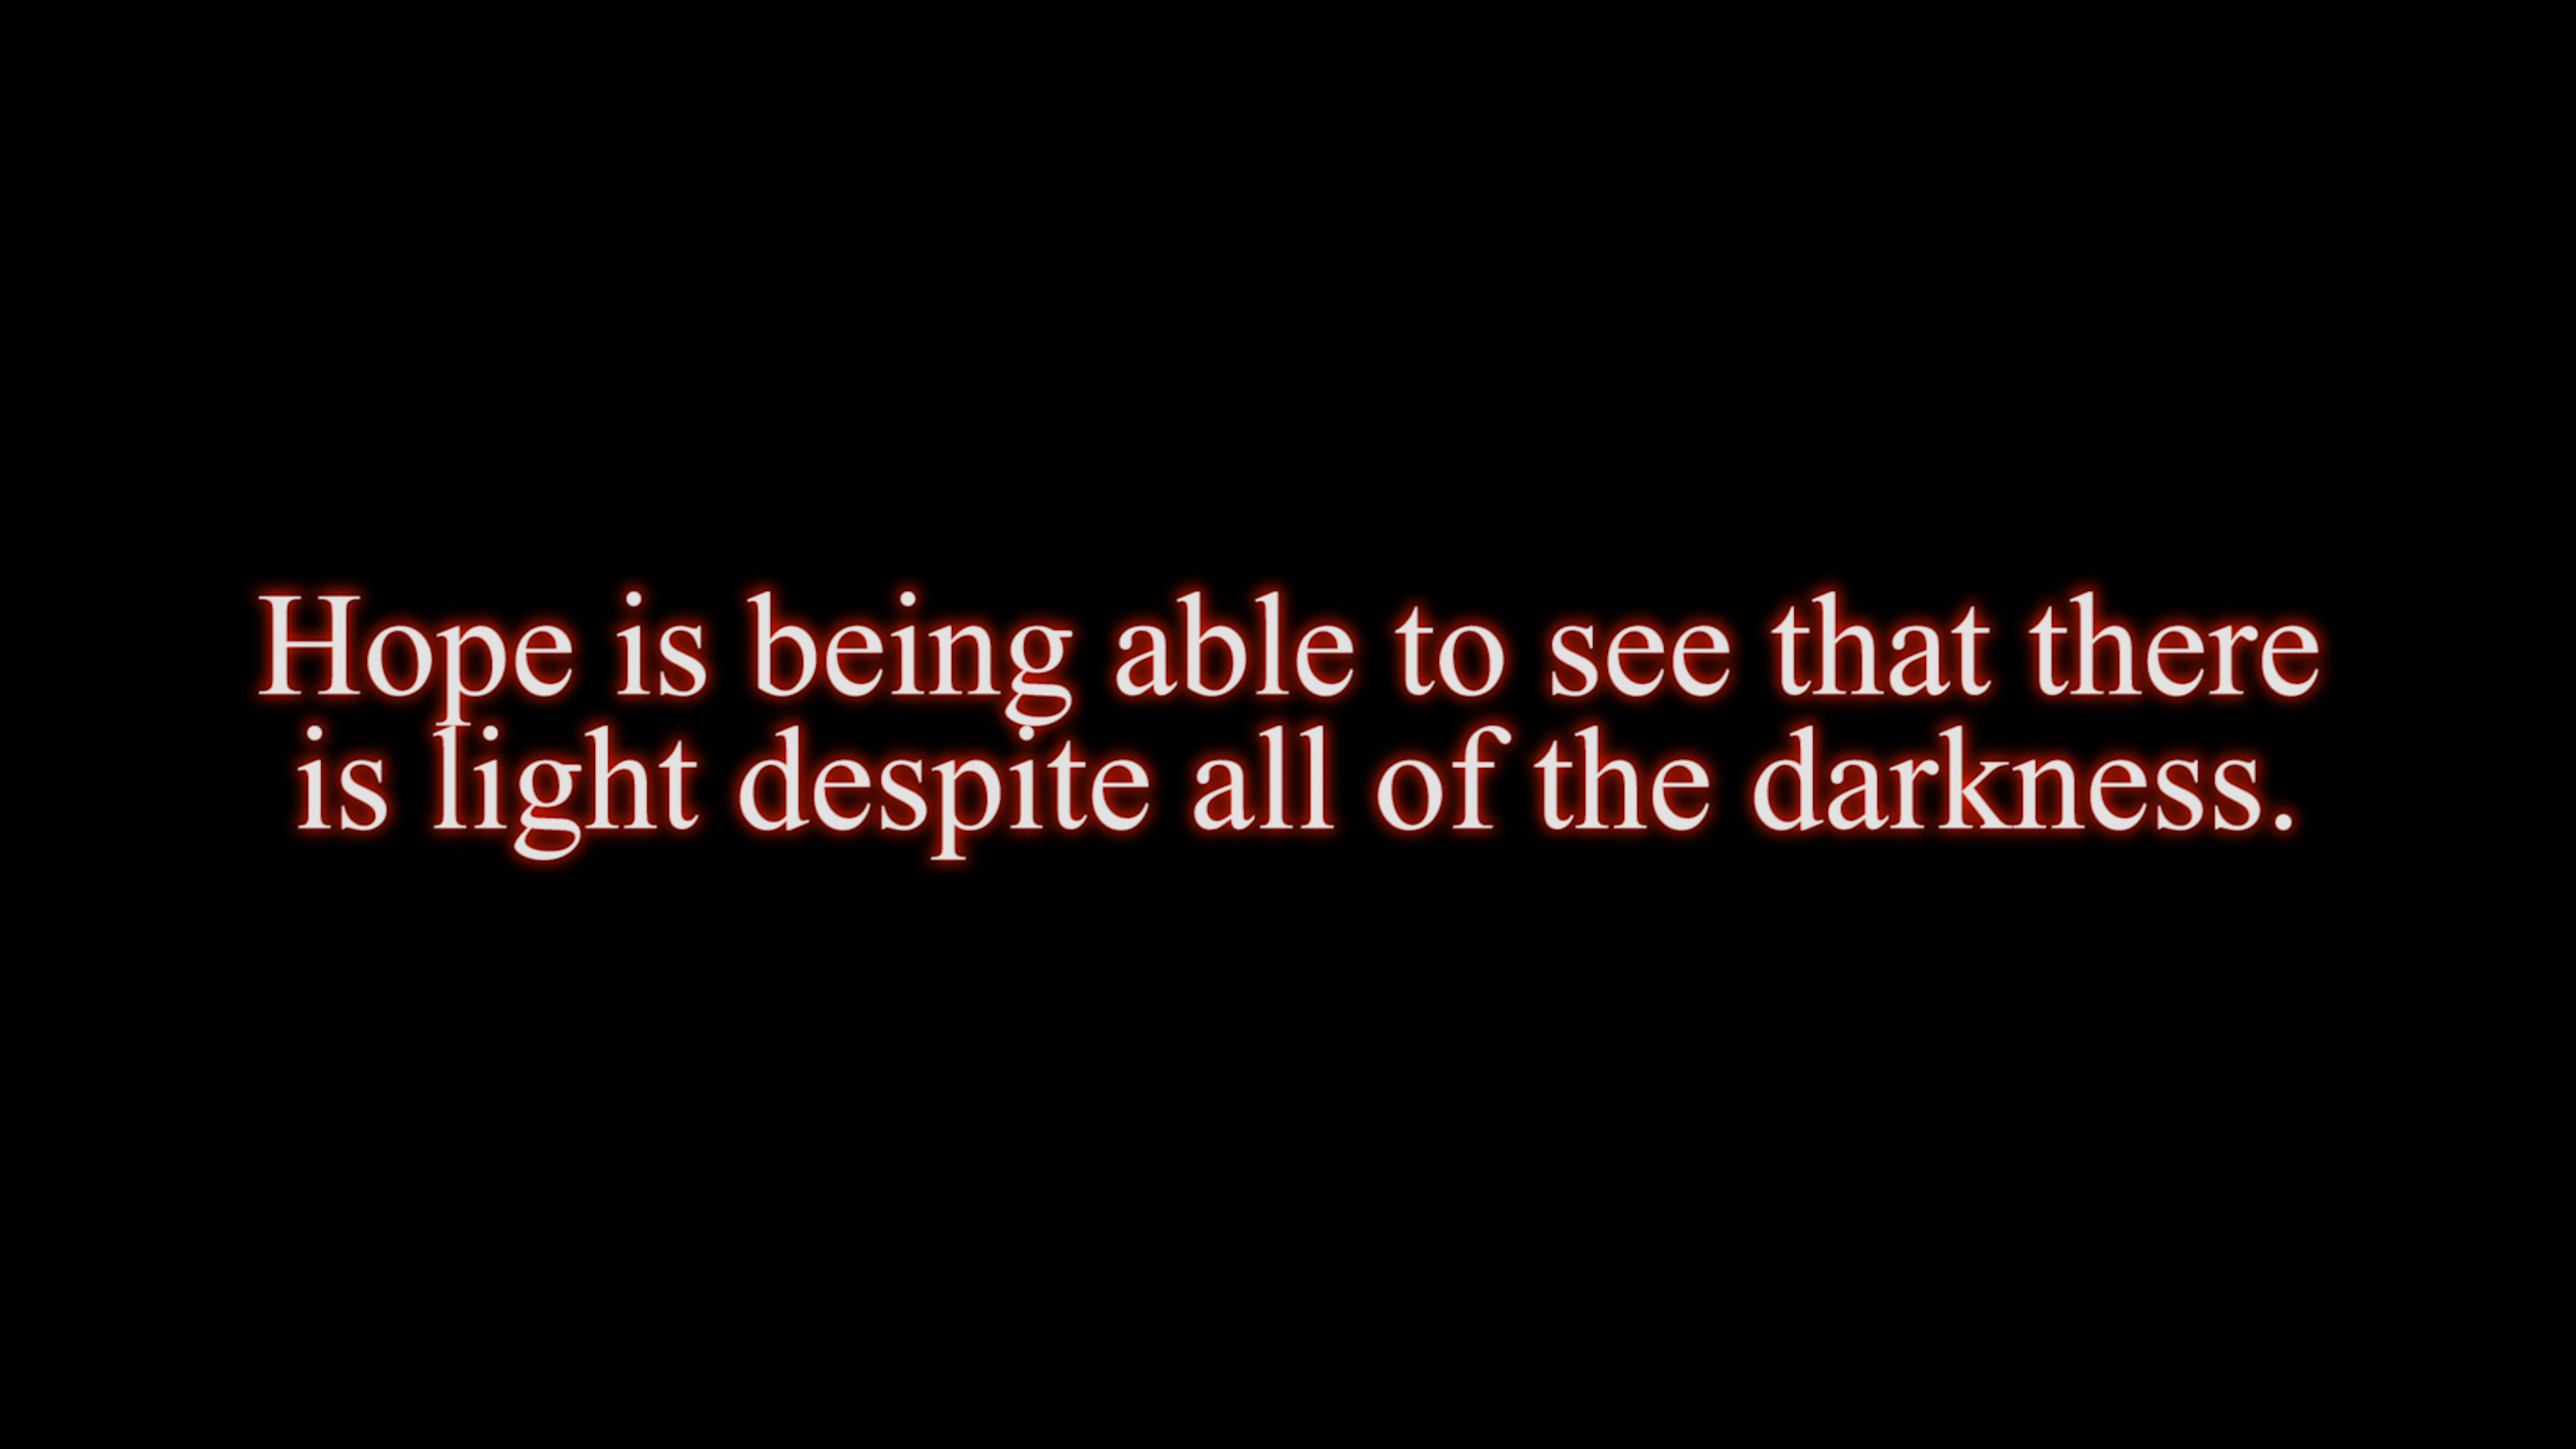 Hope is being able to see that there
is light despite all of the darkness.